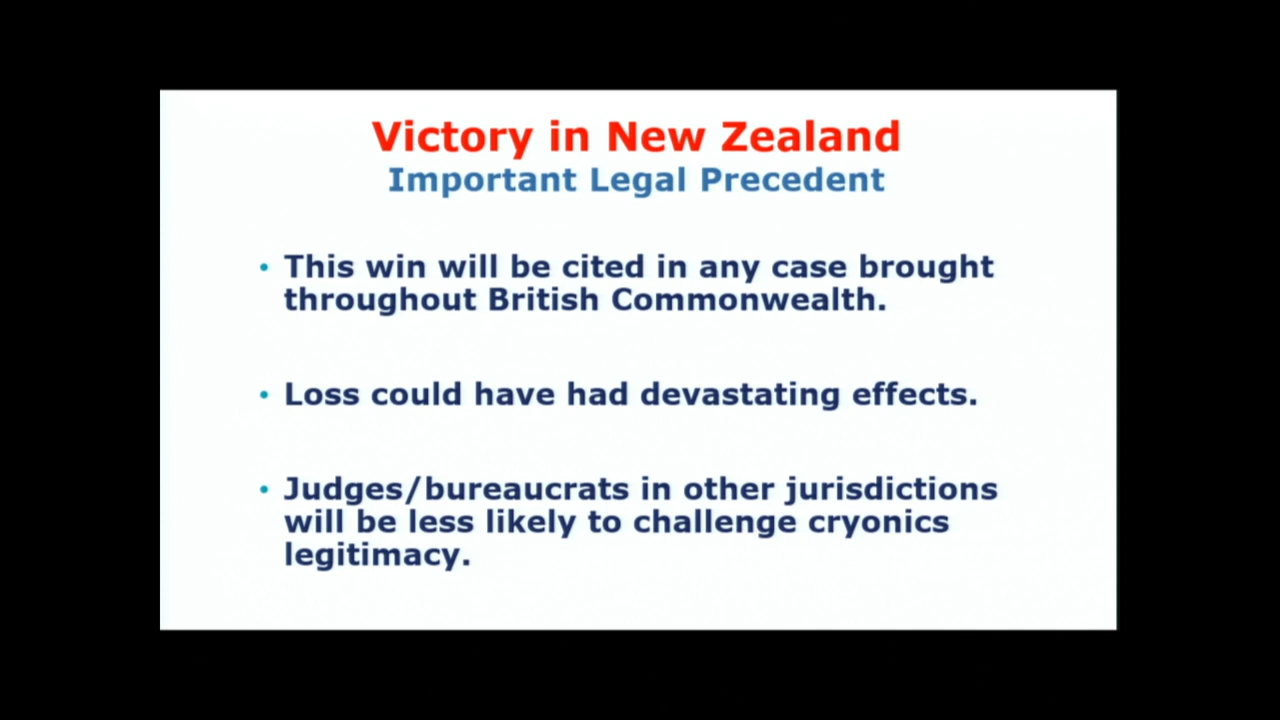 Victory in New Zealand
Important Legal Precedent
• This win will be cited in any case brought
throughout British Commonwealth.
• Loss could have had devastating effects.
• Judges/bureaucrats in other jurisdictions
will be less likely to challenge cryonics
legitimacy.